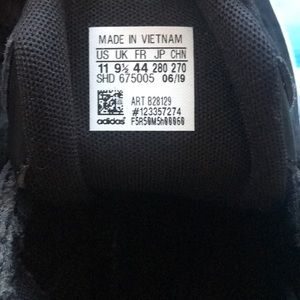 MADE IN VIETNAM
US UK FR JP CHN
11 9½ 44 280 270
SHD 675005 06/19
ART B28129
#123357274
adidas F5R50M5h00060